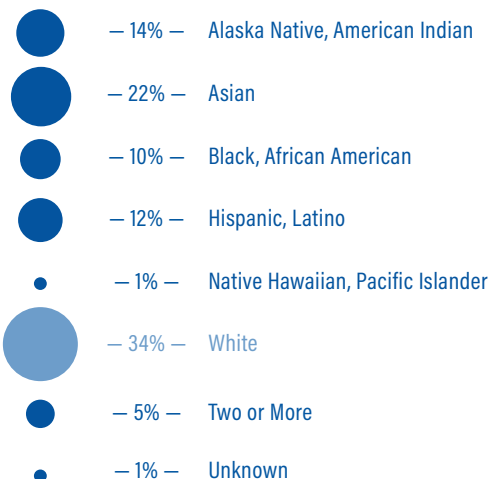 — 14% — Alaska Native, American Indian
— 22% — Asian
— 10% — Black, African American
— 12% — Hispanic, Latino
— 1% — Native Hawaiian, Pacific Islander
— 34% — White
— 5% — Two or More
— 1% — Unknown